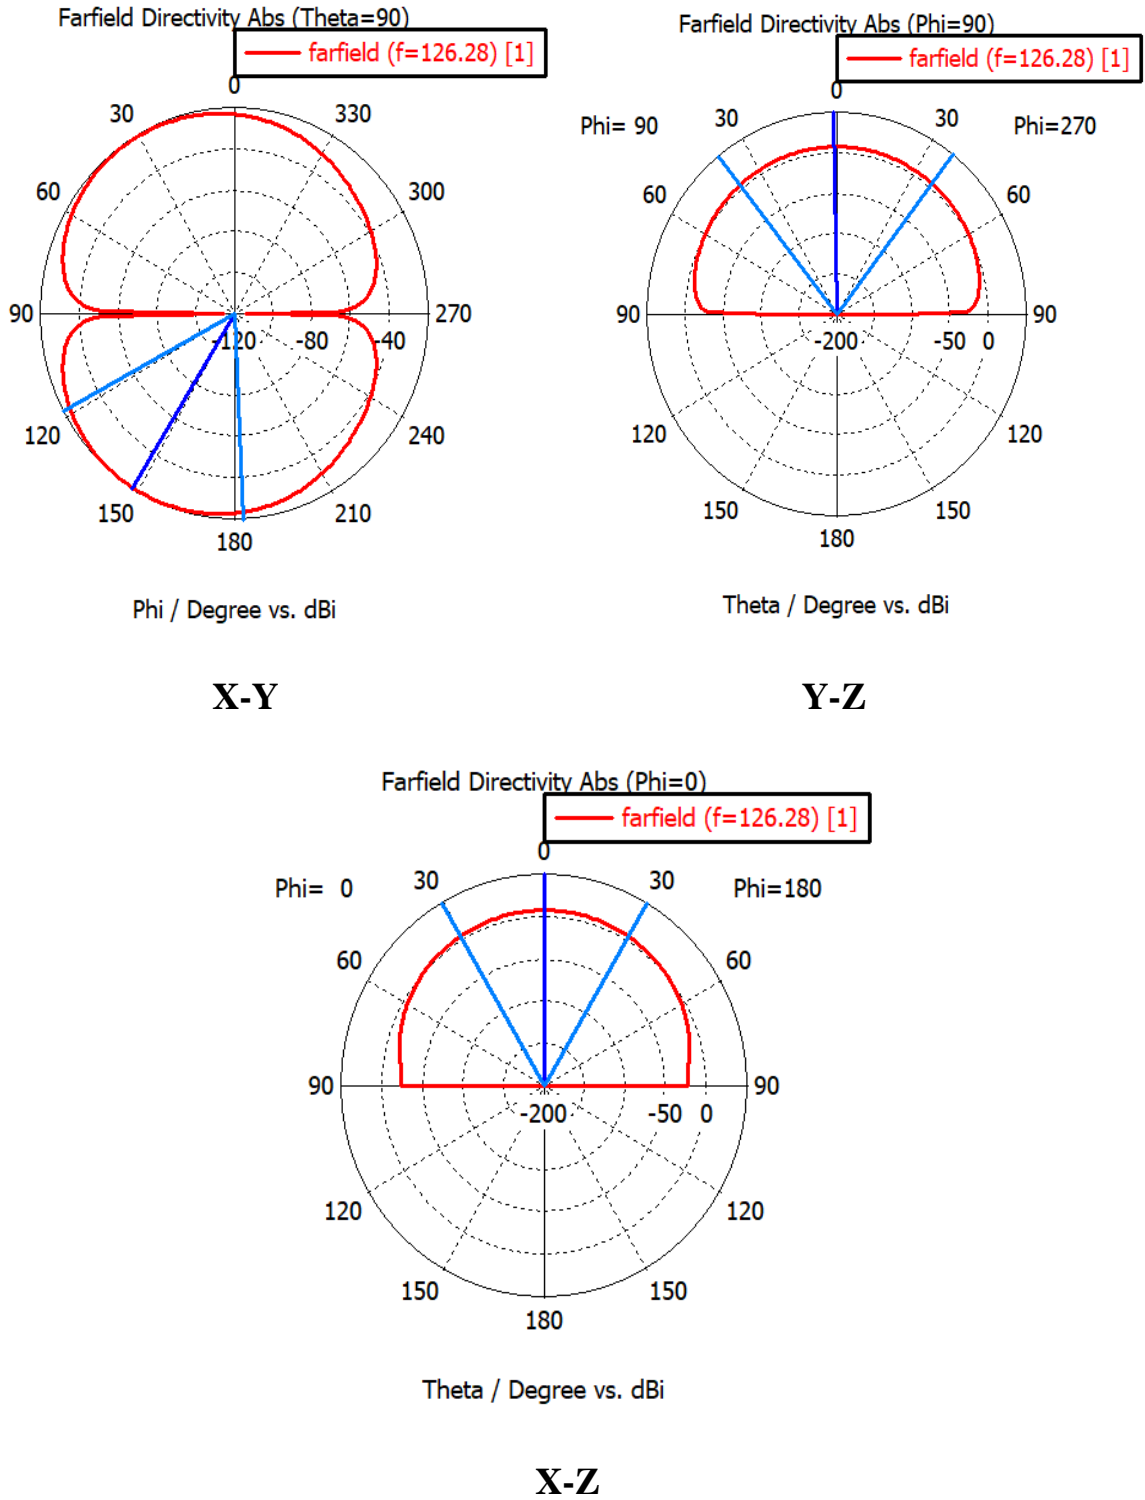 Farfield Directivity Abs (Theta=90)
farfield (f=126.28) [1]
0
30
330
60
300
90
270
-120
-80
-40
120
240
150
210
180
Phi / Degree vs. dBi
X-Y
Farfield Directivity Abs (Phi=90)
farfield (f=126.28) [1]
0
Phi= 90
30
30
Phi=270
60
60
90
90
-200
-50
0
120
120
150
150
180
Theta / Degree vs. dBi
Y-Z
Farfield Directivity Abs (Phi=0)
farfield (f=126.28) [1]
0
Phi= 0
30
30
Phi=180
60
60
90
90
-200
-50
0
120
120
150
150
180
Theta / Degree vs. dBi
X-Z